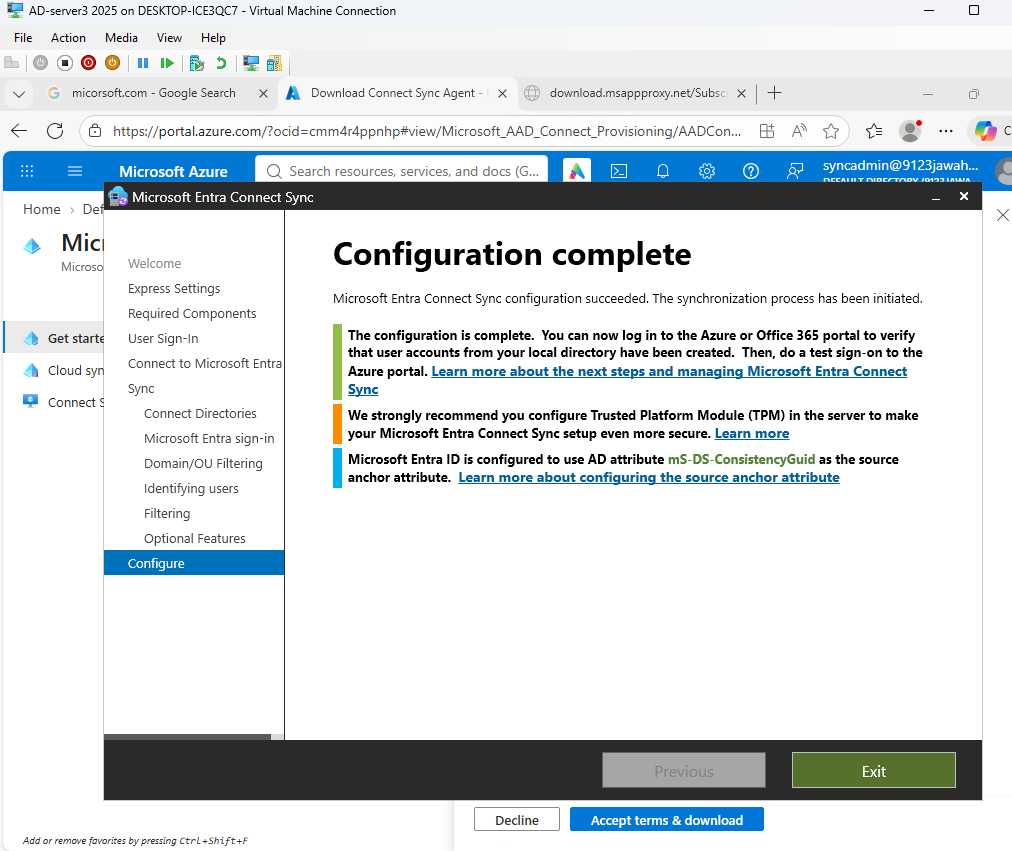 AD-server3 2025 on DESKTOP-ICE3QC7 - Virtual Machine Connection
File Action Media View Help
micorsoft.com - Google Search
Download Connect Sync Agent -
download.msappproxy.net/Subsc
https://portal.azure.com/?ocid=cmm4r4ppnhp#view/Microsoft_AAD_Connect_Provisioning/AADCon...
Microsoft Azure
Search resources, services, and docs (G...
syncadmin@9123jawah...
Home > Def
Micr
Microso
Get starte
Cloud syn
Connect S
Microsoft Entra Connect Sync
Welcome
Express Settings
Required Components
User Sign-In
Connect to Microsoft Entra
Sync
Connect Directories
Microsoft Entra sign-in
Domain/OU Filtering
Identifying users
Filtering
Optional Features
Configure
Configuration complete
Microsoft Entra Connect Sync configuration succeeded. The synchronization process has been initiated.
The configuration is complete. You can now log in to the Azure or Office 365 portal to verify
that user accounts from your local directory have been created. Then, do a test sign-on to the
Azure portal. Learn more about the next steps and managing Microsoft Entra Connect
Sync
We strongly recommend you configure Trusted Platform Module (TPM) in the server to make
your Microsoft Entra Connect Sync setup even more secure. Learn more
Microsoft Entra ID is configured to use AD attribute mS-DS-ConsistencyGuid as the source
anchor attribute. Learn more about configuring the source anchor attribute
Previous
Exit
Decline
Accept terms & download
Add or remove favorites by pressing Ctrl+Shift+F